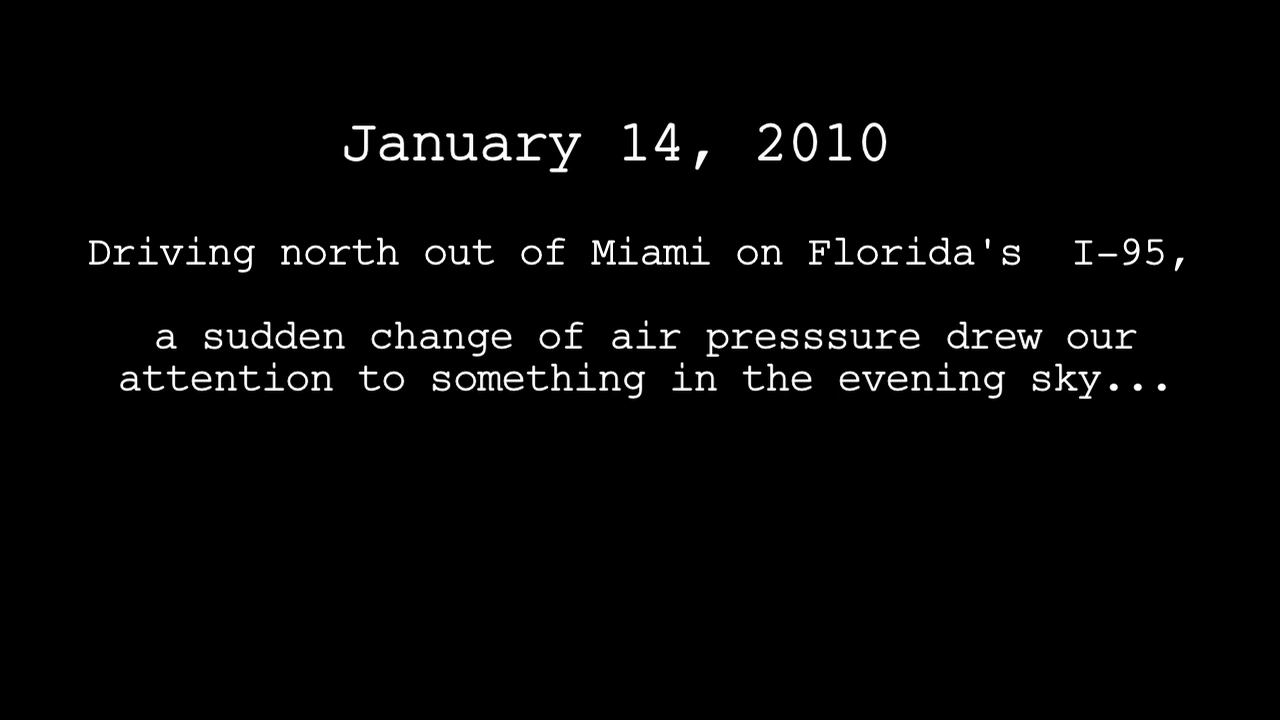 January 14, 2010
Driving north out of Miami on Florida's  I-95,
a sudden change of air presssure drew our
attention to something in the evening sky...